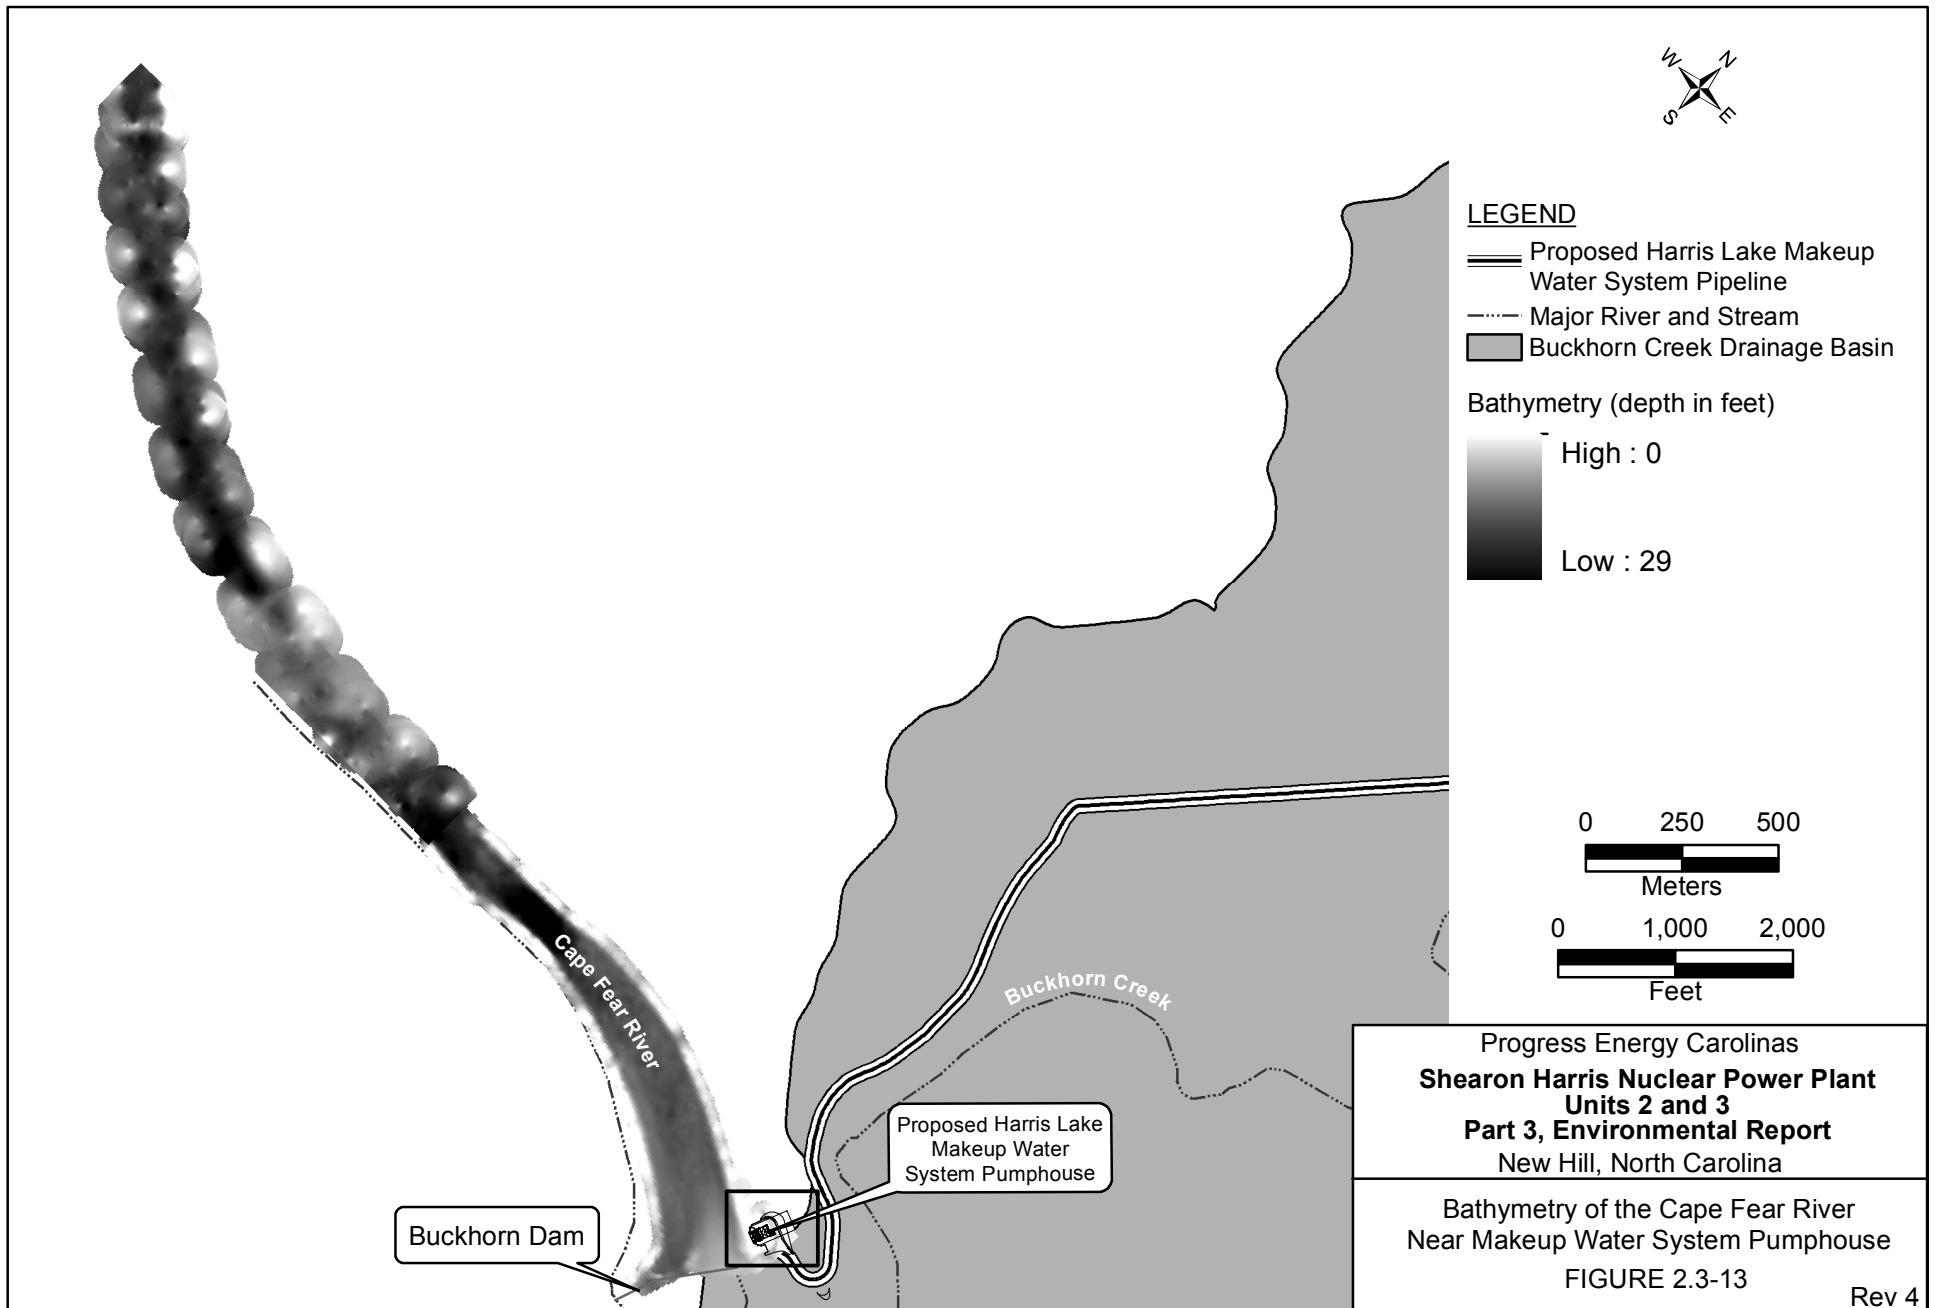 W
N
S
E
LEGEND
Proposed Harris Lake Makeup
Water System Pipeline
Major River and Stream
Buckhorn Creek Drainage Basin
Bathymetry (depth in feet)
High : 0
Low : 29
0 250 500
Meters
0 1,000 2,000
Feet
Cape Fear River
Buckhorn Creek
Proposed Harris Lake
Makeup Water
System Pumphouse
Buckhorn Dam
Progress Energy Carolinas
Shearon Harris Nuclear Power Plant
Units 2 and 3
Part 3, Environmental Report
New Hill, North Carolina
Bathymetry of the Cape Fear River
Near Makeup Water System Pumphouse
FIGURE 2.3-13
Rev 4